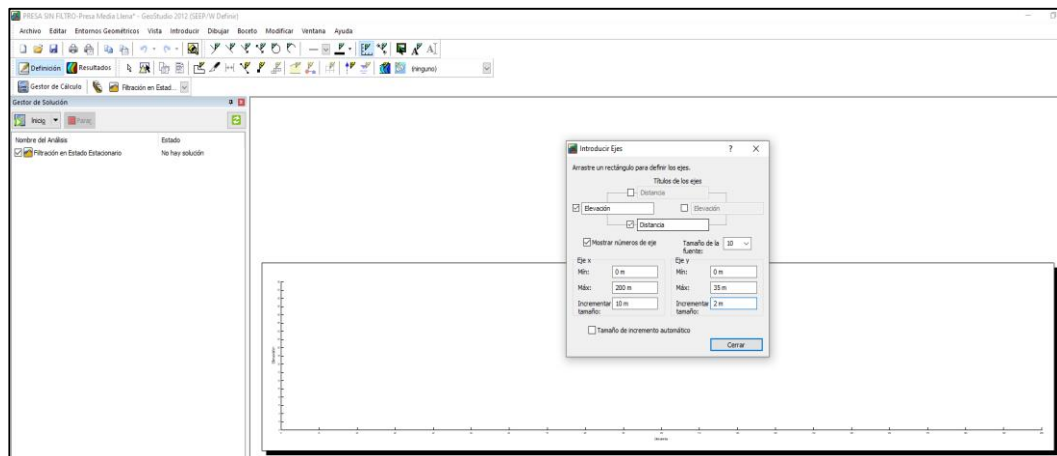 PRESA SIN FILTRO-Presa Media Llena* - GeoStudio 2012 (SEEP/W Definir)
Archivo Editar Entornos Geométricos Vista Introducir Dibujar Boceto Modificar Ventana Ayuda
Definición Resultados (ninguno)
Gestor de Cálculo Filtración en Estad...
Gestor de Solución
Inicio Parar
Nombre del Análisis Estado
Filtración en Estado Estacionario No hay solución
Introducir Ejes ? X
Arrastre un rectángulo para definir los ejes.
Títulos de los ejes
Distancia
Elevación Elevación
Distancia
Mostrar números de eje Tamaño de la fuente: 10
Eje x Eje y
Mín: 0 m Mín: 0 m
Máx: 200 m Máx: 35 m
Incrementar tamaño: 10 m Incrementar tamaño: 2 m
Tamaño de incremento automático
Cerrar